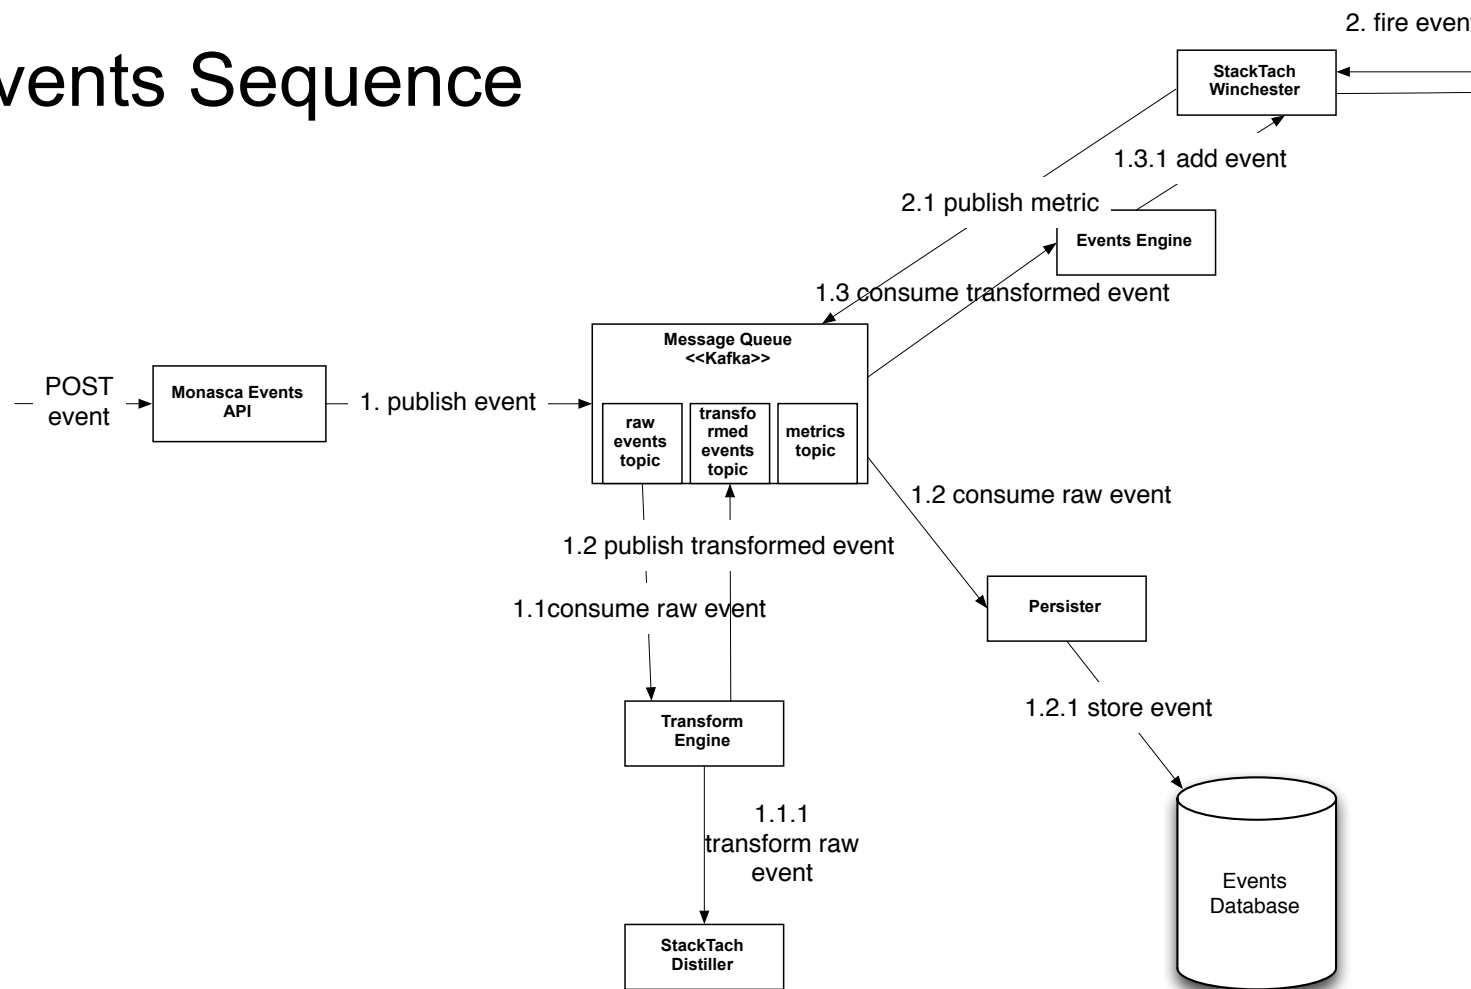 2. fire event
vents Sequence
StackTach
Winchester
1.3.1 add event
2.1 publish metric
Events Engine
1.3 consume transformed event
Message Queue
<<Kafka>>
POST
event
Monasca Events
API
1. publish event
raw
events
topic
transfo
rmed
events
topic
metrics
topic
1.2 consume raw event
1.2 publish transformed event
1.1consume raw event
Persister
1.2.1 store event
Transform
Engine
1.1.1
transform raw
event
Events
Database
StackTach
Distiller